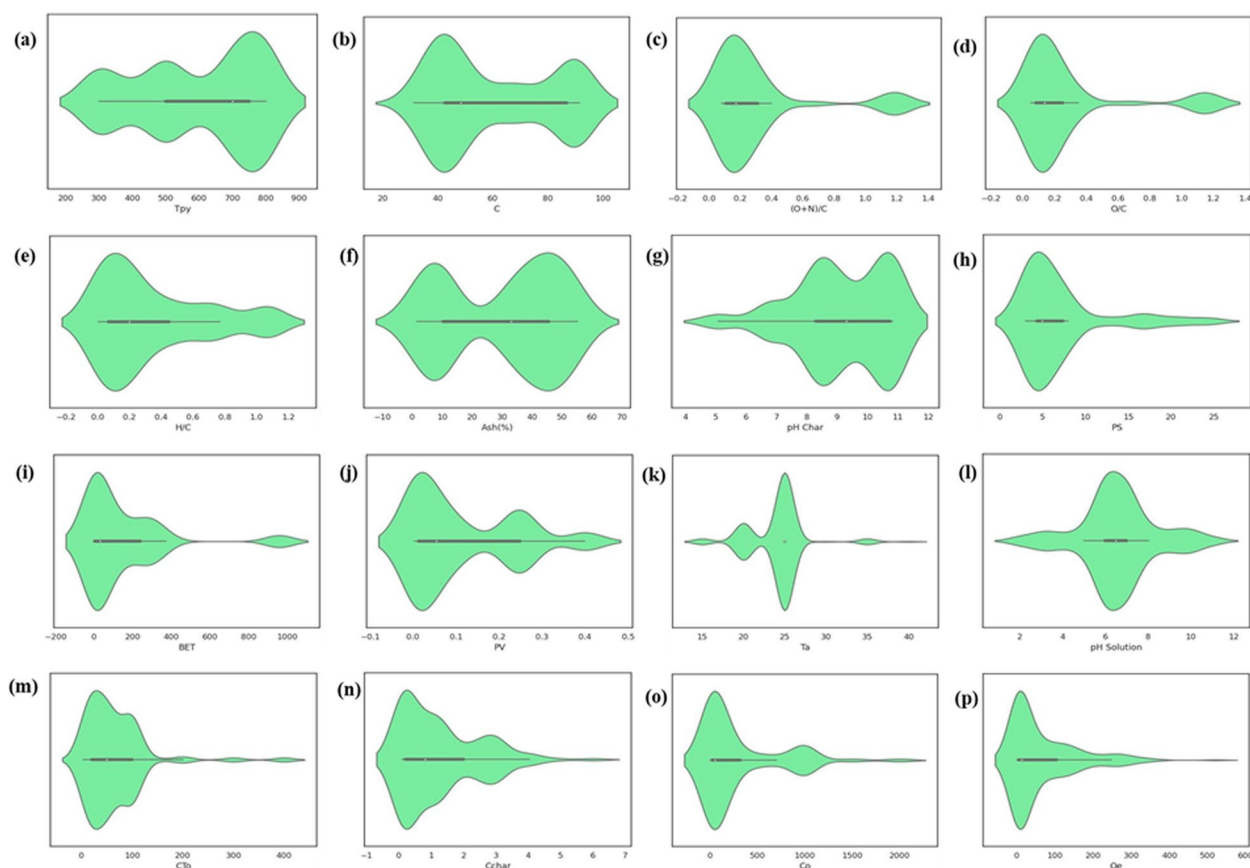 (a) (b) (c) (d)
200 300 400 500 600 700 800 900 20 40 60 80 100 −0.2 0.0 0.2 0.4 0.6 0.8 1.0 1.2 1.4 −0.2 0.0 0.2 0.4 0.6 0.8 1.0 1.2 1.4
Tpy C (O+N)/C O/C
(e) (f) (g) (h)
−0.2 0.0 0.2 0.4 0.6 0.8 1.0 1.2 −10 0 10 20 30 40 50 60 70 4 5 6 7 8 9 10 11 12 0 5 10 15 20 25
H/C Ash(%) pH Char PS
(i) (j) (k) (l)
−200 0 200 400 600 800 1000 −0.1 0.0 0.1 0.2 0.3 0.4 0.5 15 20 25 30 35 40 2 4 6 8 10 12
BET PV Ta pH Solution
(m) (n) (o) (p)
0 100 200 300 400 −1 0 1 2 3 4 5 6 7 0 500 1000 1500 2000 0 100 200 300 400 500 600
CTo Cchar Co Qe